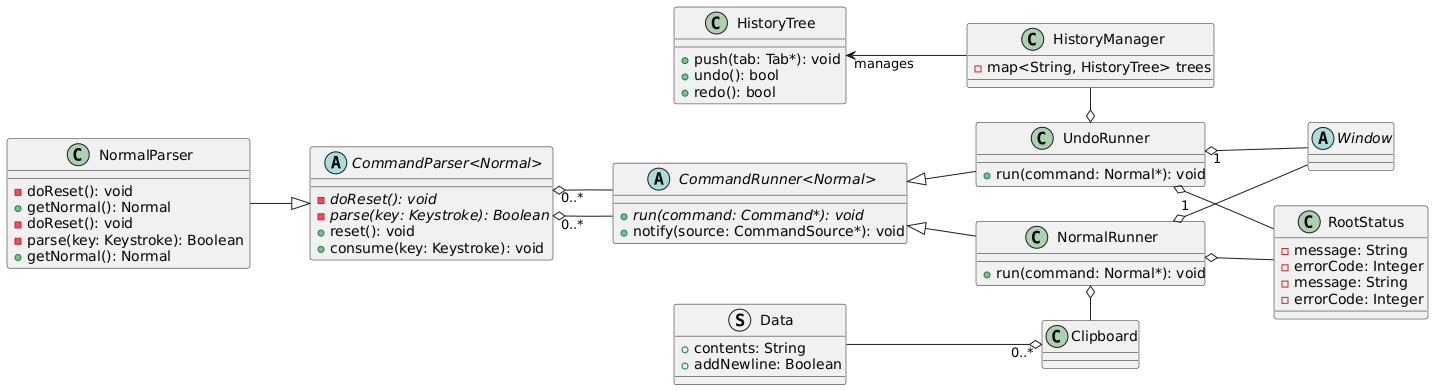 C HistoryTree
push(tab: Tab*): void
undo(): bool
redo(): bool
manages
C HistoryManager
map<String, HistoryTree> trees
C NormalParser
doReset(): void
getNormal(): Normal
doReset(): void
parse(key: Keystroke): Boolean
getNormal(): Normal
A CommandParser<Normal>
doReset(): void
parse(key: Keystroke): Boolean
reset(): void
consume(key: Keystroke): void
0..*
0..*
A CommandRunner<Normal>
run(command: Command*): void
notify(source: CommandSource*): void
C UndoRunner
run(command: Normal*): void
1
A Window
1
C NormalRunner
run(command: Normal*): void
C RootStatus
message: String
errorCode: Integer
message: String
errorCode: Integer
S Data
contents: String
addNewline: Boolean
0..*
C Clipboard